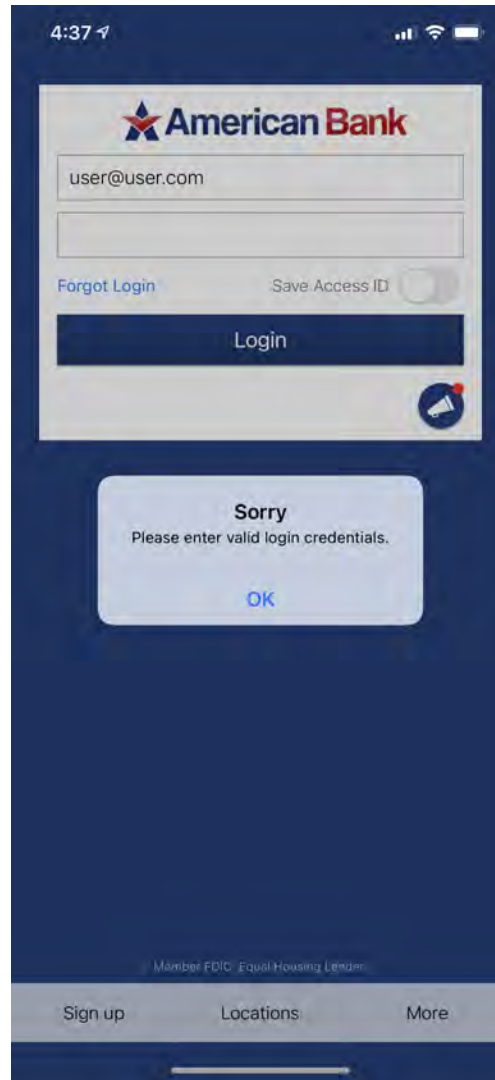 4:37
American Bank
user@user.com
Forgot Login
Save Access ID
Login
Sorry
Please enter valid login credentials.
OK
Member FDIC Equal Housing Lender
Sign up
Locations
More